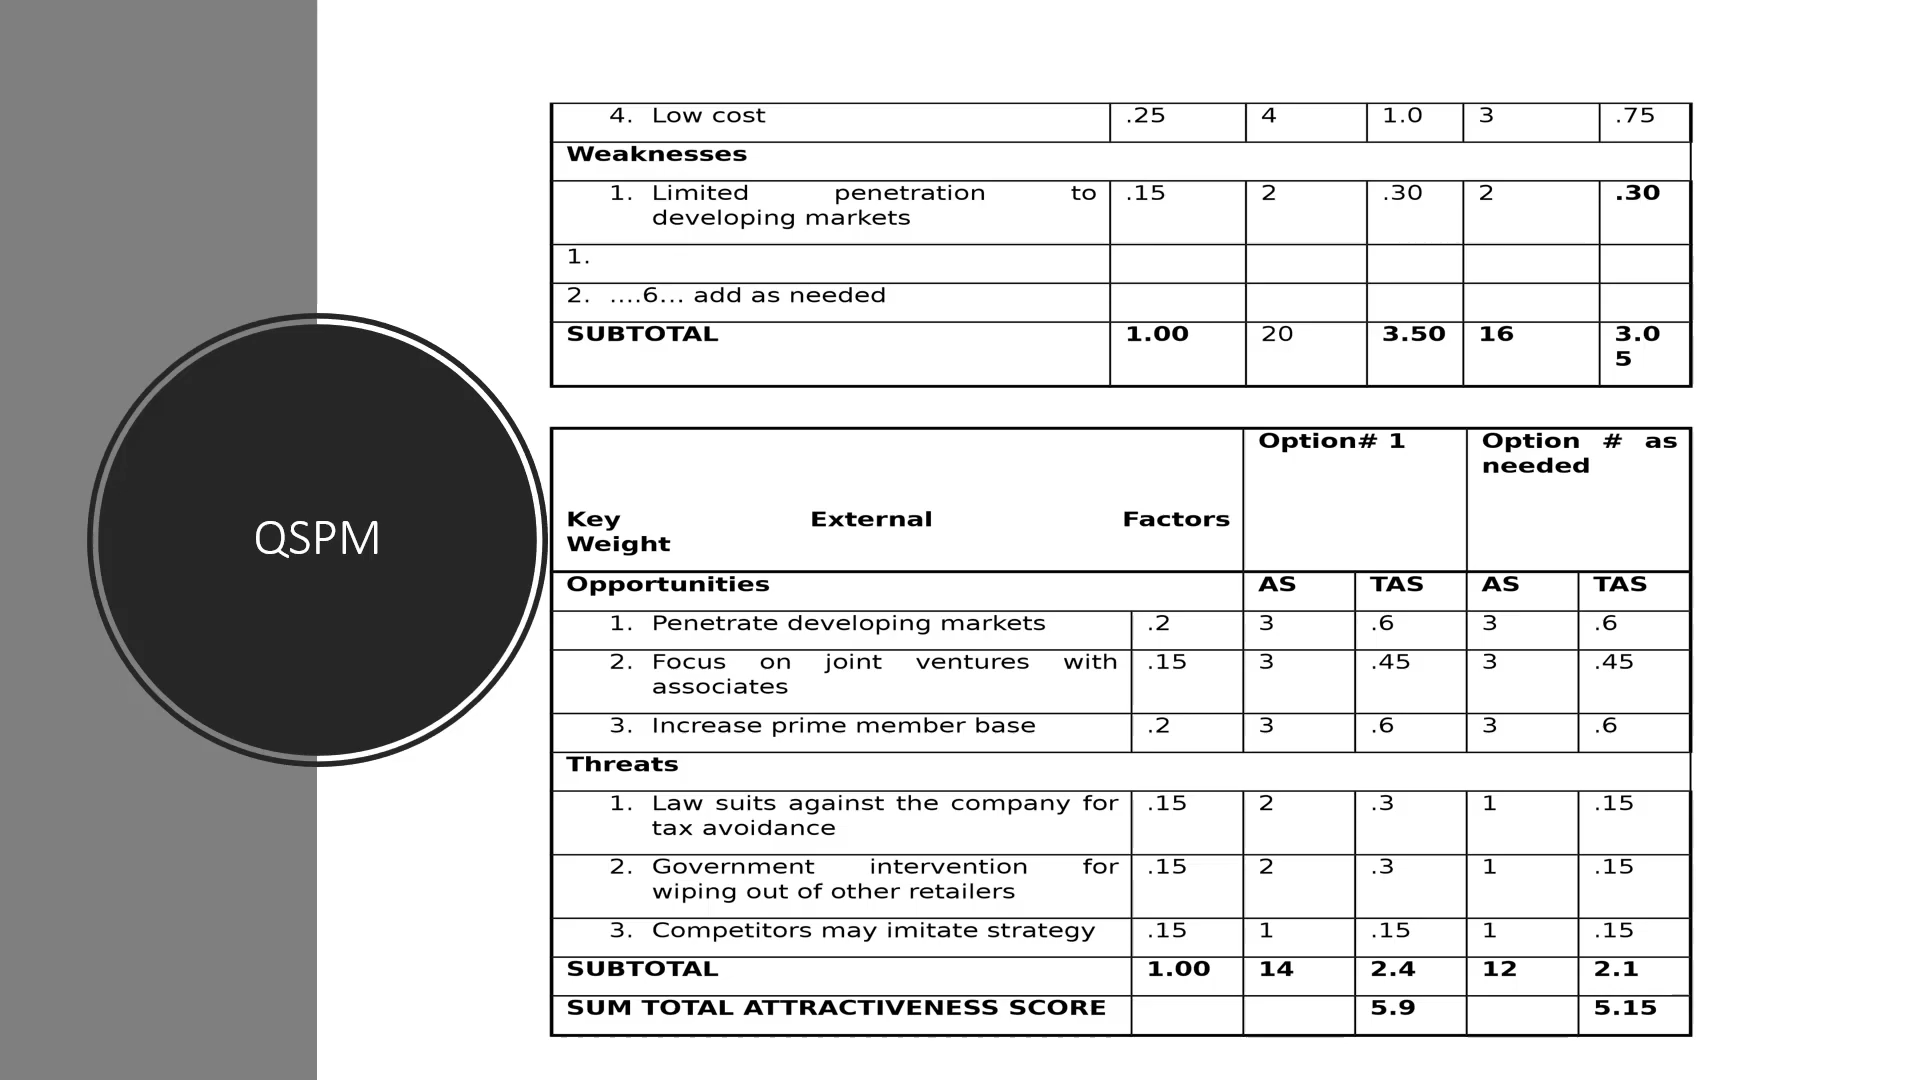 4. Low cost .25 4 1.0 3 .75
Weaknesses
1. Limited penetration to .15 2 .30 2 .30
developing markets
1.
2. ....6... add as needed
SUBTOTAL 1.00 20 3.50 16 3.0
5
QSPM
Option# 1 Option # as
needed
Key External Factors
Weight
Opportunities AS TAS AS TAS
1. Penetrate developing markets .2 3 .6 3 .6
2. Focus on joint ventures with .15 3 .45 3 .45
associates
3. Increase prime member base .2 3 .6 3 .6
Threats
1. Law suits against the company for .15 2 .3 1 .15
tax avoidance
2. Government intervention for .15 2 .3 1 .15
wiping out of other retailers
3. Competitors may imitate strategy .15 1 .15 1 .15
SUBTOTAL 1.00 14 2.4 12 2.1
SUM TOTAL ATTRACTIVENESS SCORE 5.9 5.15